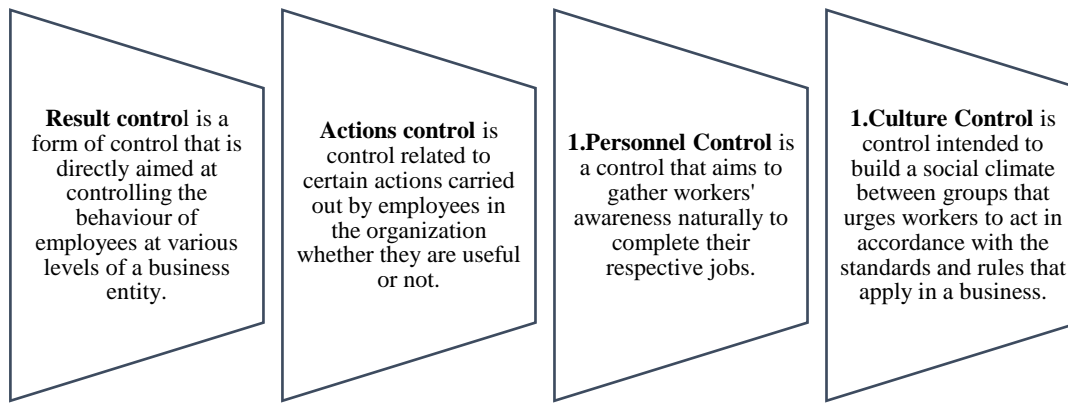 Result control is a
form of control that is
directly aimed at
controlling the
behaviour of
employees at various
levels of a business
entity.
Actions control is
control related to
certain actions carried
out by employees in
the organization
whether they are useful
or not.
1.Personnel Control is
a control that aims to
gather workers'
awareness naturally to
complete their
respective jobs.
1.Culture Control is
control intended to
build a social climate
between groups that
urges workers to act in
accordance with the
standards and rules that
apply in a business.